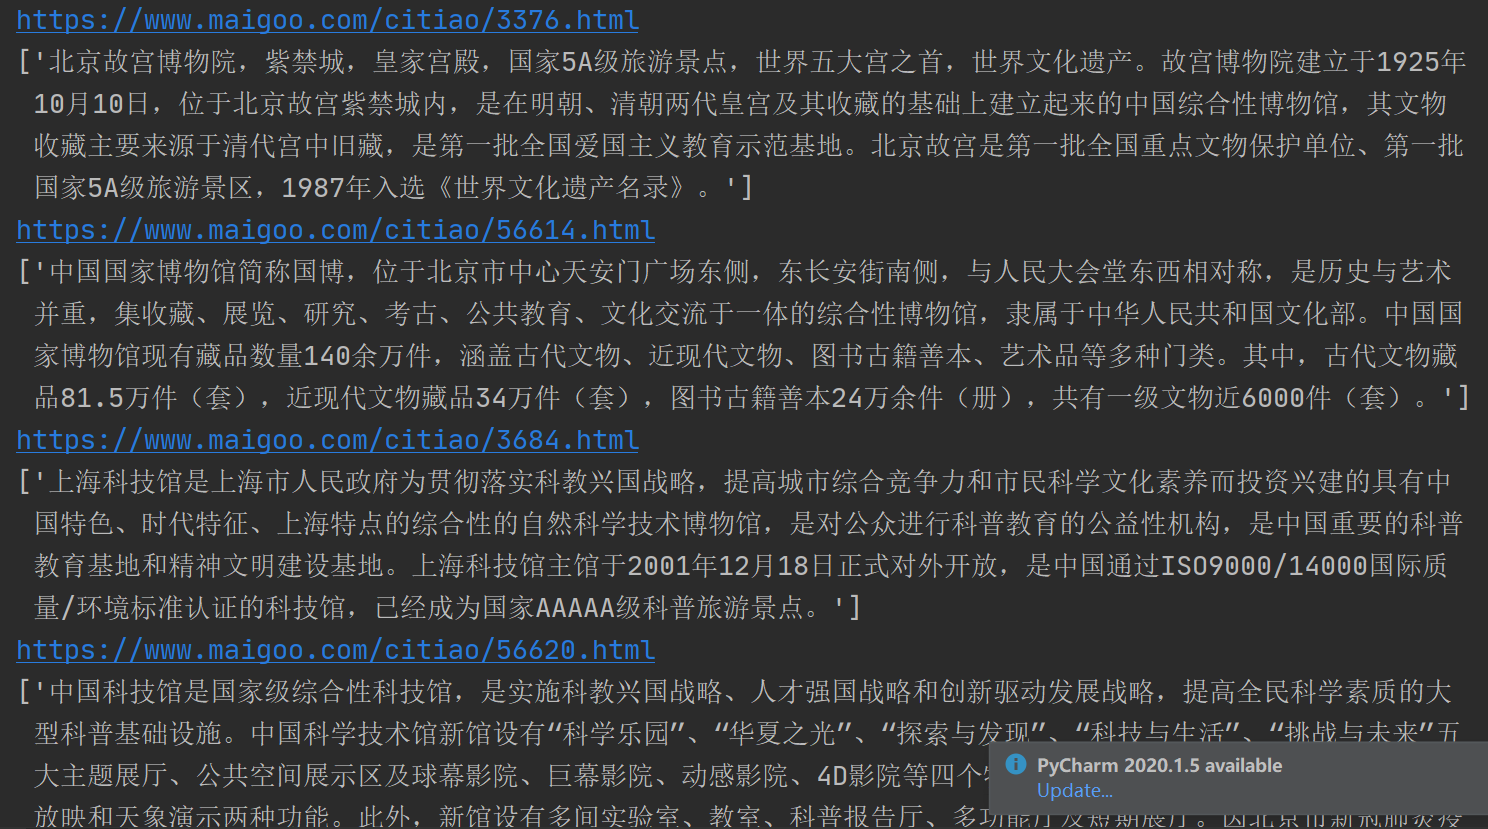 https://www.maigoo.com/citiao/3376.html
['北京故宫博物院，紫禁城，皇家宫殿，国家5A级旅游景点，世界五大宫之首，世界文化遗产。故宫博物院建立于1925年
10月10日，位于北京故宫紫禁城内，是在明朝、清朝两代皇宫及其收藏的基础上建立起来的中国综合性博物馆，其文物
收藏主要来源于清代宫中旧藏，是第一批全国爱国主义教育示范基地。北京故宫是第一批全国重点文物保护单位、第一批
国家5A级旅游景区，1987年入选《世界文化遗产名录》。']
https://www.maigoo.com/citiao/56614.html
['中国国家博物馆简称国博，位于北京市中心天安门广场东侧，东长安街南侧，与人民大会堂东西相对称，是历史与艺术
并重，集收藏、展览、研究、考古、公共教育、文化交流于一体的综合性博物馆，隶属于中华人民共和国文化部。中国国
家博物馆现有藏品数量140余万件，涵盖古代文物、近现代文物、图书古籍善本、艺术品等多种门类。其中，古代文物藏
品81.5万件（套），近现代文物藏品34万件（套），图书古籍善本24万余件（册），共有一级文物近6000件（套）。']
https://www.maigoo.com/citiao/3684.html
['上海科技馆是上海市人民政府为贯彻落实科教兴国战略，提高城市综合竞争力和市民科学文化素养而投资兴建的具有中
国特色、时代特征、上海特点的综合性的自然科学技术博物馆，是对公众进行科普教育的公益性机构，是中国重要的科普
教育基地和精神文明建设基地。上海科技馆主馆于2001年12月18日正式对外开放，是中国通过ISO9000/14000国际质
量/环境标准认证的科技馆，已经成为国家AAAAA级科普旅游景点。']
https://www.maigoo.com/citiao/56620.html
['中国科技馆是国家级综合性科技馆，是实施科教兴国战略、人才强国战略和创新驱动发展战略，提高全民科学素质的大
型科普基础设施。中国科学技术馆新馆设有“科学乐园”、“华夏之光”、“探索与发现”、“科技与生活”、“挑战与未来”五
大主题展厅、公共空间展示区及球幕影院、巨幕影院、动感影院、4D影院等四个
放映和天象演示两种功能。此外，新馆设有多间实验室、教室、科普报告厅、多功能厅及短期展厅。
PyCharm 2020.1.5 available
Update...